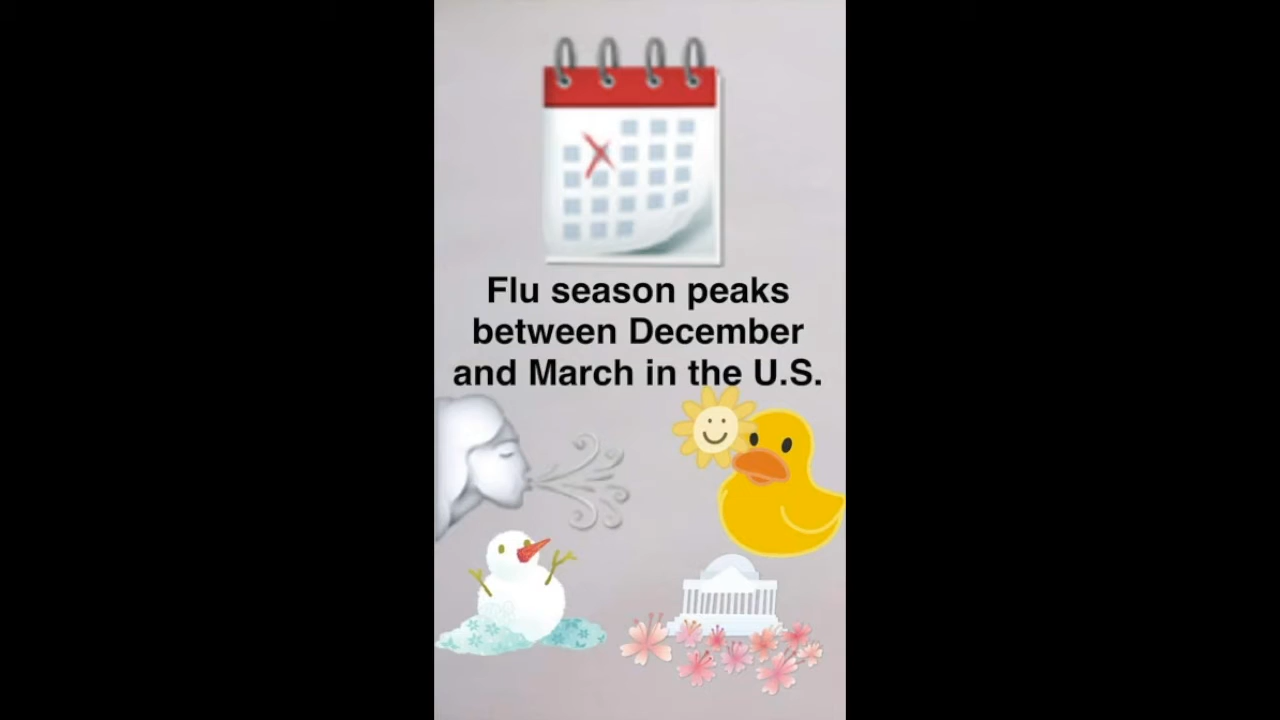 Flu season peaks
between December
and March in the U.S.